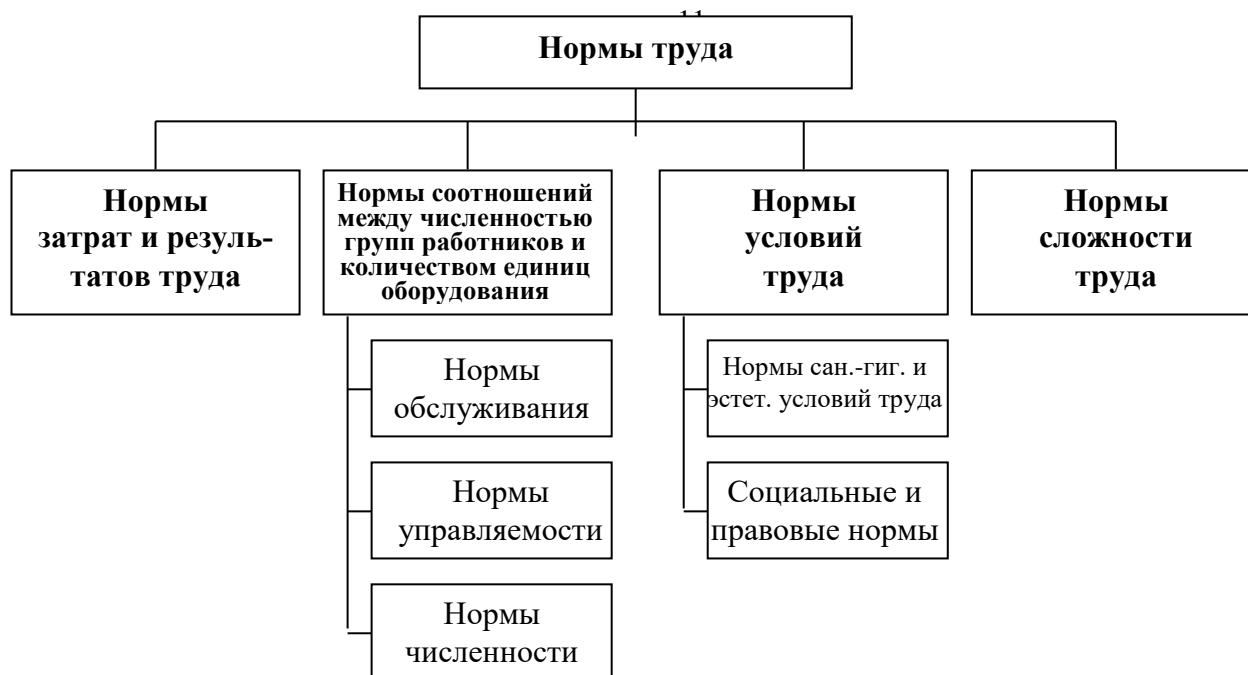 11
Нормы труда
Нормы
затрат и резуль-
татов труда
Нормы соотношений
между численностью
групп работников и
количеством единиц
оборудования
Нормы
условий
труда
Нормы
сложности
труда
Нормы
обслуживания
Нормы
управляемости
Нормы
численности
Нормы сан.-гиг. и
эстет. условий труда
Социальные и
правовые нормы